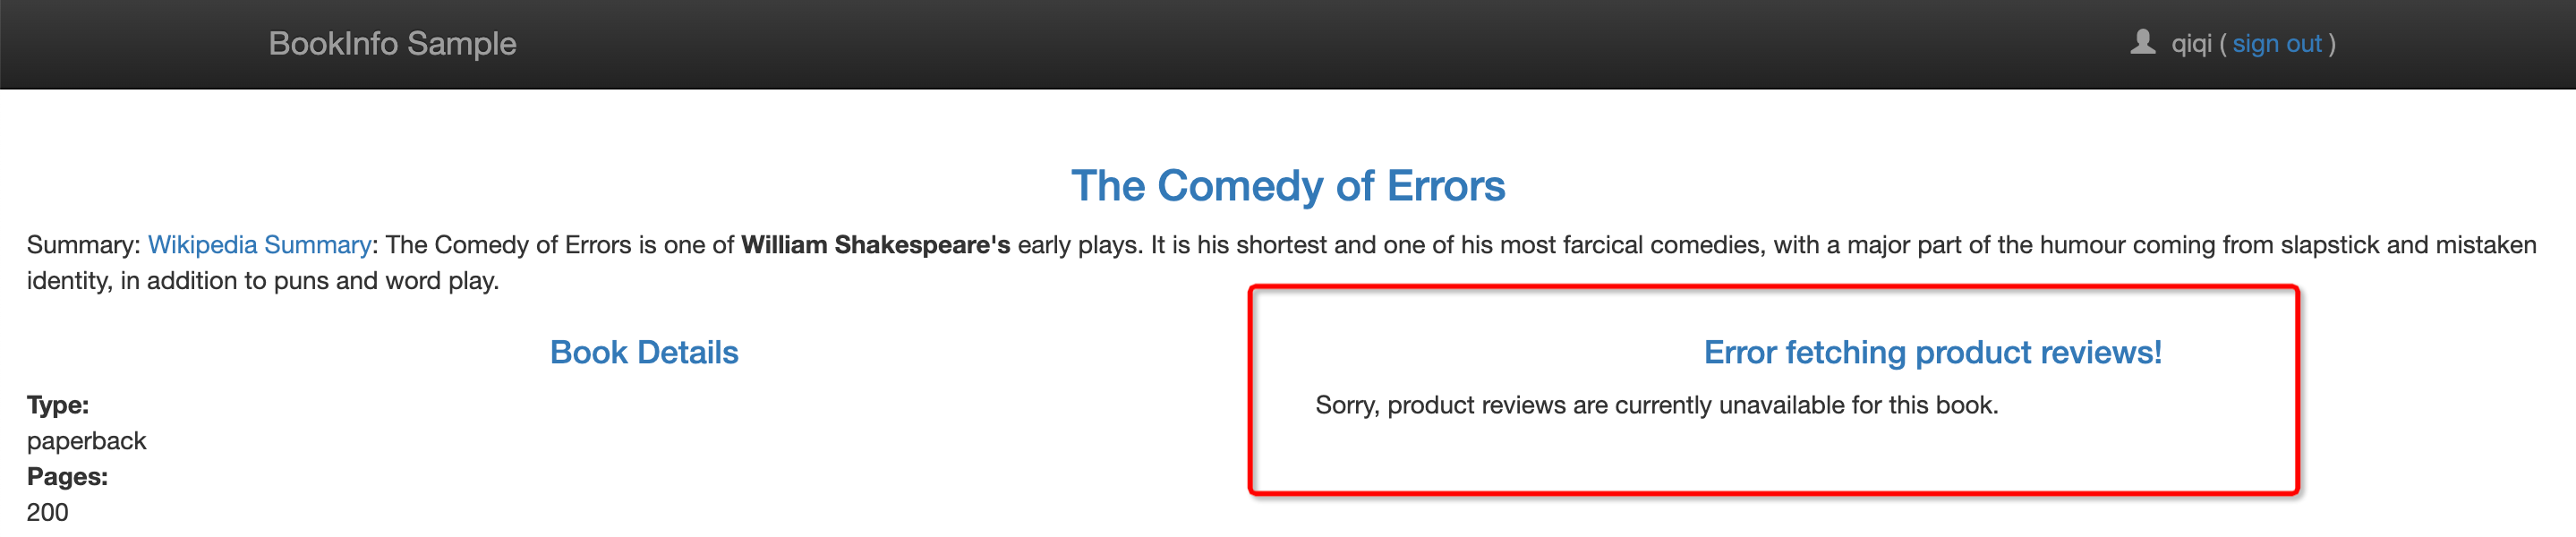 BookInfo Sample
qiqi ( sign out )
The Comedy of Errors
Summary: Wikipedia Summary: The Comedy of Errors is one of William Shakespeare's early plays. It is his shortest and one of his most farcical comedies, with a major part of the humour coming from slapstick and mistaken
identity, in addition to puns and word play.
Book Details
Type:
paperback
Pages:
200
Error fetching product reviews!
Sorry, product reviews are currently unavailable for this book.